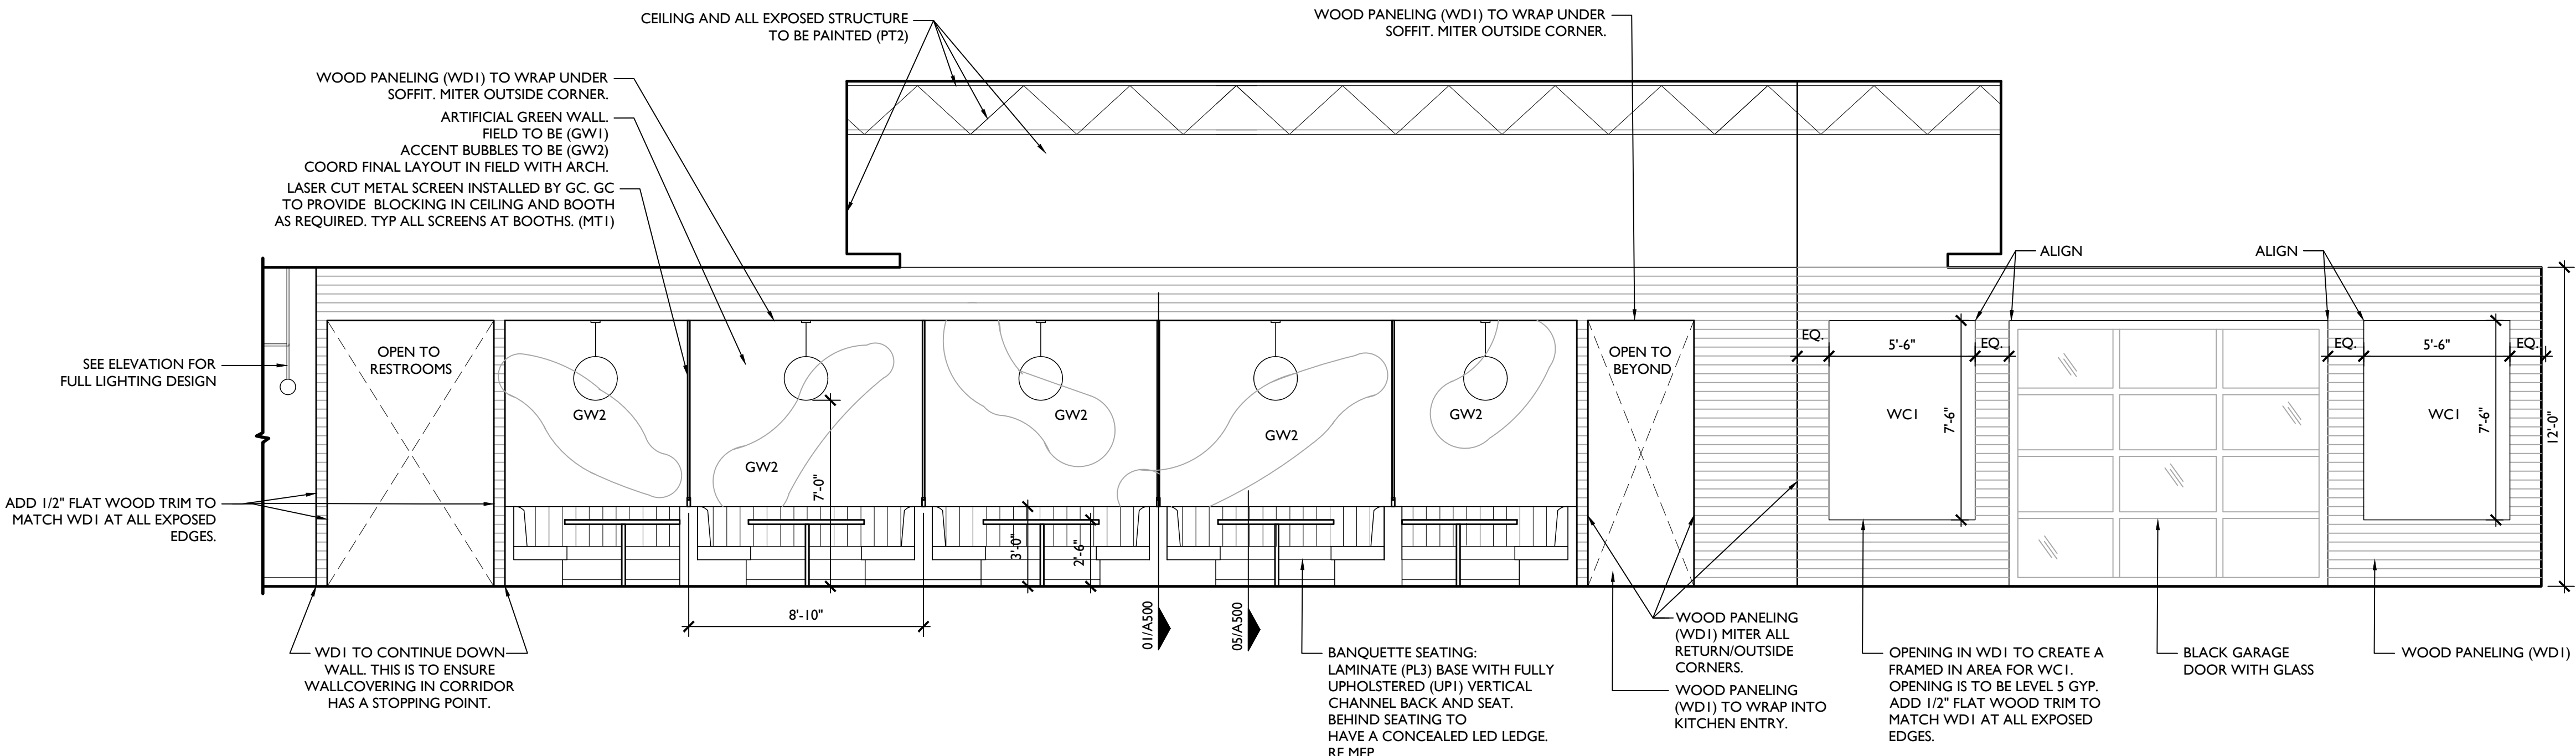 CEILING AND ALL EXPOSED STRUCTURE
TO BE PAINTED (PT2)
WOOD PANELING (WD1) TO WRAP UNDER
SOFFIT. MITER OUTSIDE CORNER.
WOOD PANELING (WD1) TO WRAP UNDER
SOFFIT. MITER OUTSIDE CORNER.
ARTIFICIAL GREEN WALL.
FIELD TO BE (GW1)
ACCENT BUBBLES TO BE (GW2)
COORD FINAL LAYOUT IN FIELD WITH ARCH.
LASER CUT METAL SCREEN INSTALLED BY GC. GC
TO PROVIDE BLOCKING IN CEILING AND BOOTH
AS REQUIRED. TYP ALL SCREENS AT BOOTHS. (MT1)
ALIGN
ALIGN
SEE ELEVATION FOR
FULL LIGHTING DESIGN
OPEN TO
RESTROOMS
OPEN TO
BEYOND
EQ.
5'-6"
EQ.
EQ.
5'-6"
EQ.
GW2
GW2
GW2
GW2
GW2
WC1
7'-6"
WC1
7'-6"
12'-0"
7'-0"
3'-0"
2'-6"
ADD 1/2" FLAT WOOD TRIM TO
MATCH WD1 AT ALL EXPOSED
EDGES.
8'-10"
01/A500
05/A500
WD1 TO CONTINUE DOWN
WALL. THIS IS TO ENSURE
WALLCOVERING IN CORRIDOR
HAS A STOPPING POINT.
BANQUETTE SEATING:
LAMINATE (PL3) BASE WITH FULLY
UPHOLSTERED (UP1) VERTICAL
CHANNEL BACK AND SEAT.
BEHIND SEATING TO
HAVE A CONCEALED LED LEDGE.
RE MEP
WOOD PANELING
(WD1) MITER ALL
RETURN/OUTSIDE
CORNERS.
WOOD PANELING
(WD1) TO WRAP INTO
KITCHEN ENTRY.
OPENING IN WD1 TO CREATE A
FRAMED IN AREA FOR WC1.
OPENING IS TO BE LEVEL 5 GYP.
ADD 1/2" FLAT WOOD TRIM TO
MATCH WD1 AT ALL EXPOSED
EDGES.
BLACK GARAGE
DOOR WITH GLASS
WOOD PANELING (WD1)